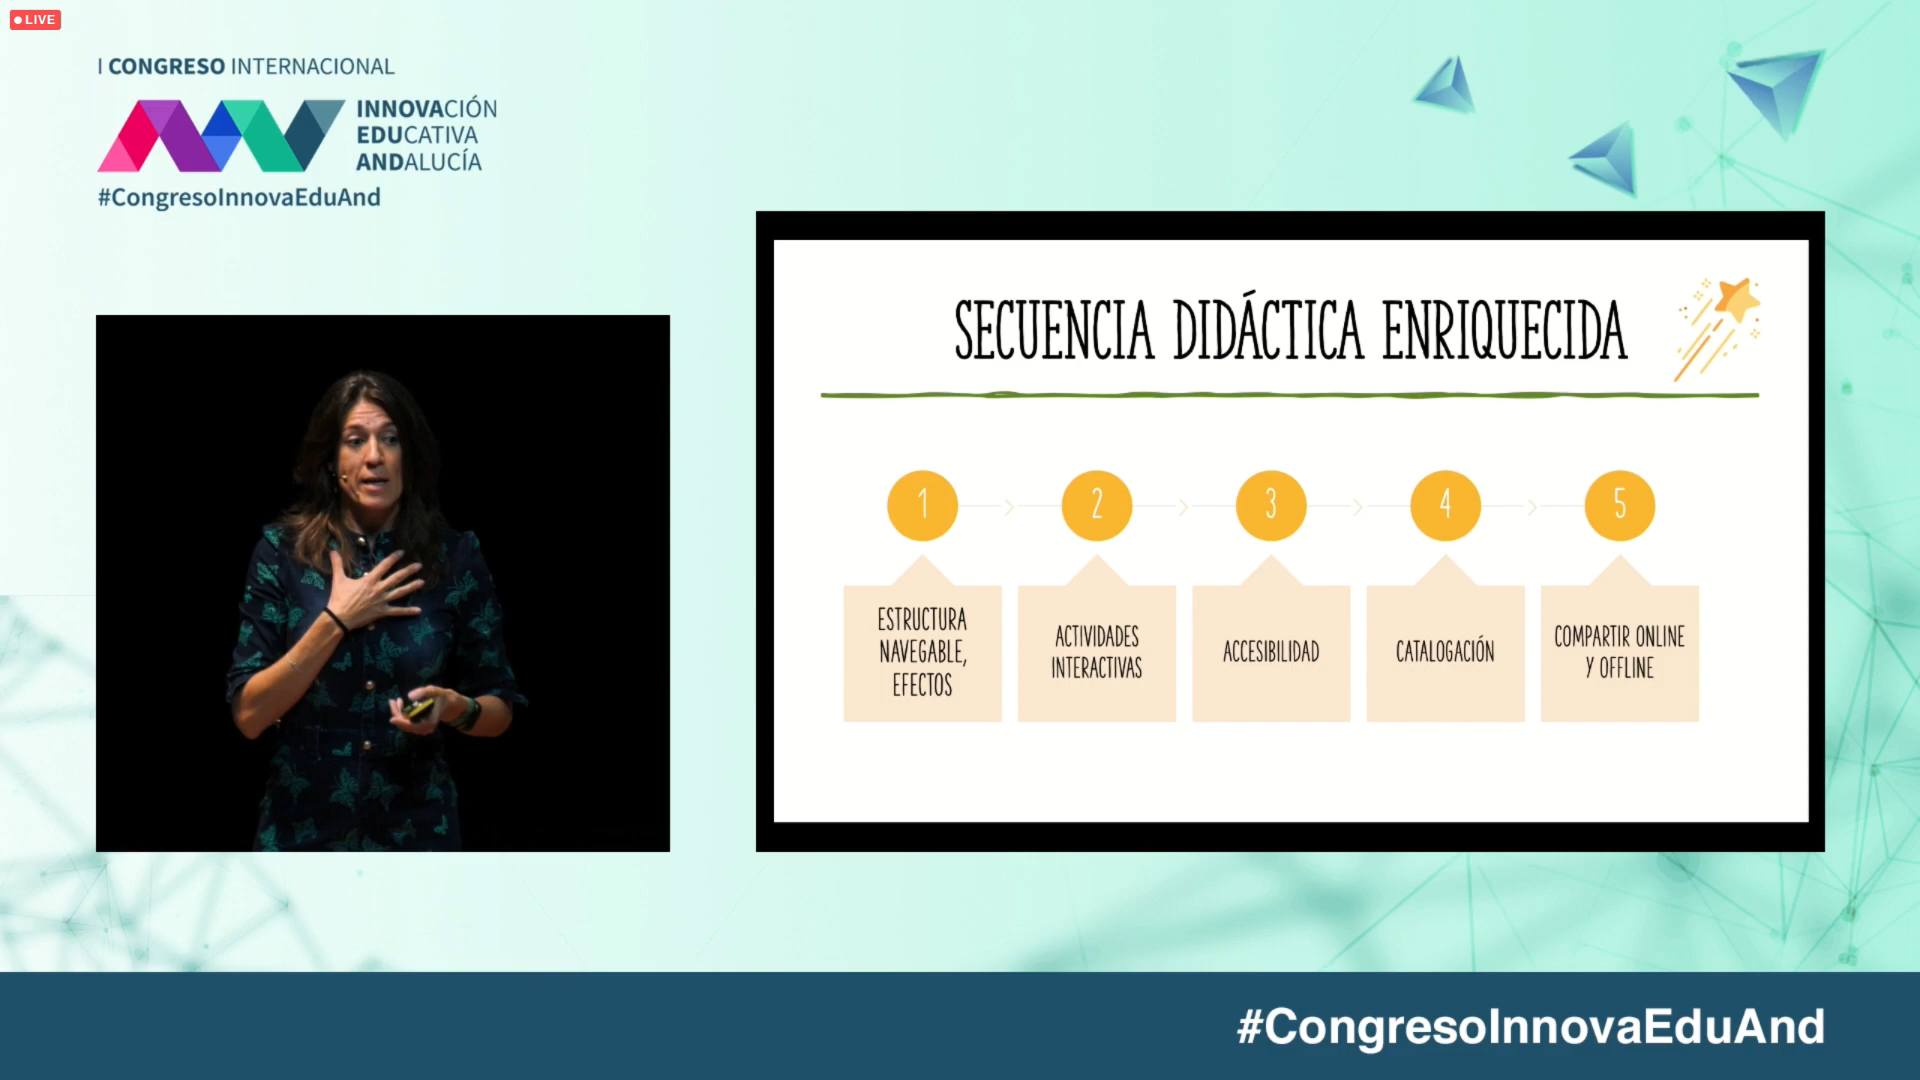 LIVE
I CONGRESO INTERNACIONAL
INNOVACIÓN
EDUCATIVA
ANDALUCÍA
#CongresoInnovaEduAnd
SECUENCIA DIDÁCTICA ENRIQUECIDA
1
2
3
4
5
ESTRUCTURA
NAVEGABLE,
EFECTOS
ACTIVIDADES
INTERACTIVAS
ACCESIBILIDAD
CATALOGACIÓN
COMPARTIR ONLINE
Y OFFLINE
#CongresoInnovaEduAnd